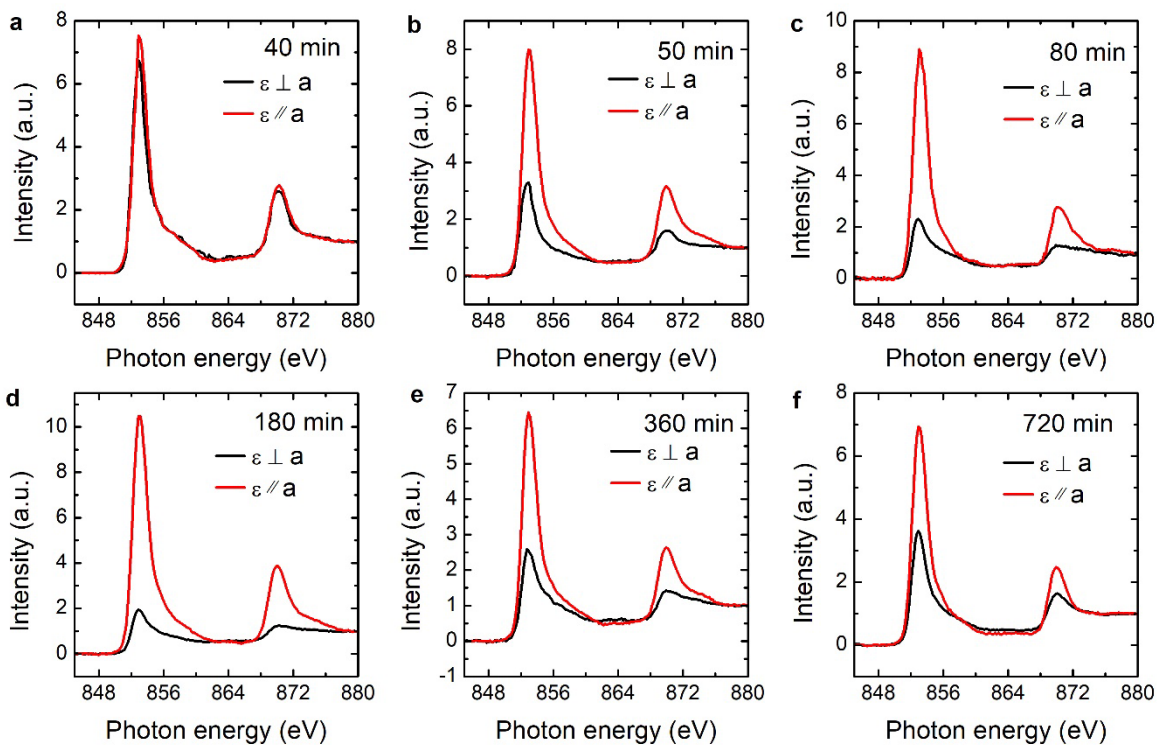 a
40 min
ε ⊥ a
ε // a
Intensity (a.u.)
8
6
4
2
0
848 856 864 872 880
Photon energy (eV)
b
50 min
ε ⊥ a
ε // a
Intensity (a.u.)
8
6
4
2
0
848 856 864 872 880
Photon energy (eV)
c
80 min
ε ⊥ a
ε // a
Intensity (a.u.)
10
8
6
4
2
0
848 856 864 872 880
Photon energy (eV)
d
180 min
ε ⊥ a
ε // a
Intensity (a.u.)
10
8
6
4
2
0
848 856 864 872 880
Photon energy (eV)
e
360 min
ε ⊥ a
ε // a
Intensity (a.u.)
7
6
5
4
3
2
1
0
-1
848 856 864 872 880
Photon energy (eV)
f
720 min
ε ⊥ a
ε // a
Intensity (a.u.)
8
6
4
2
0
848 856 864 872 880
Photon energy (eV)